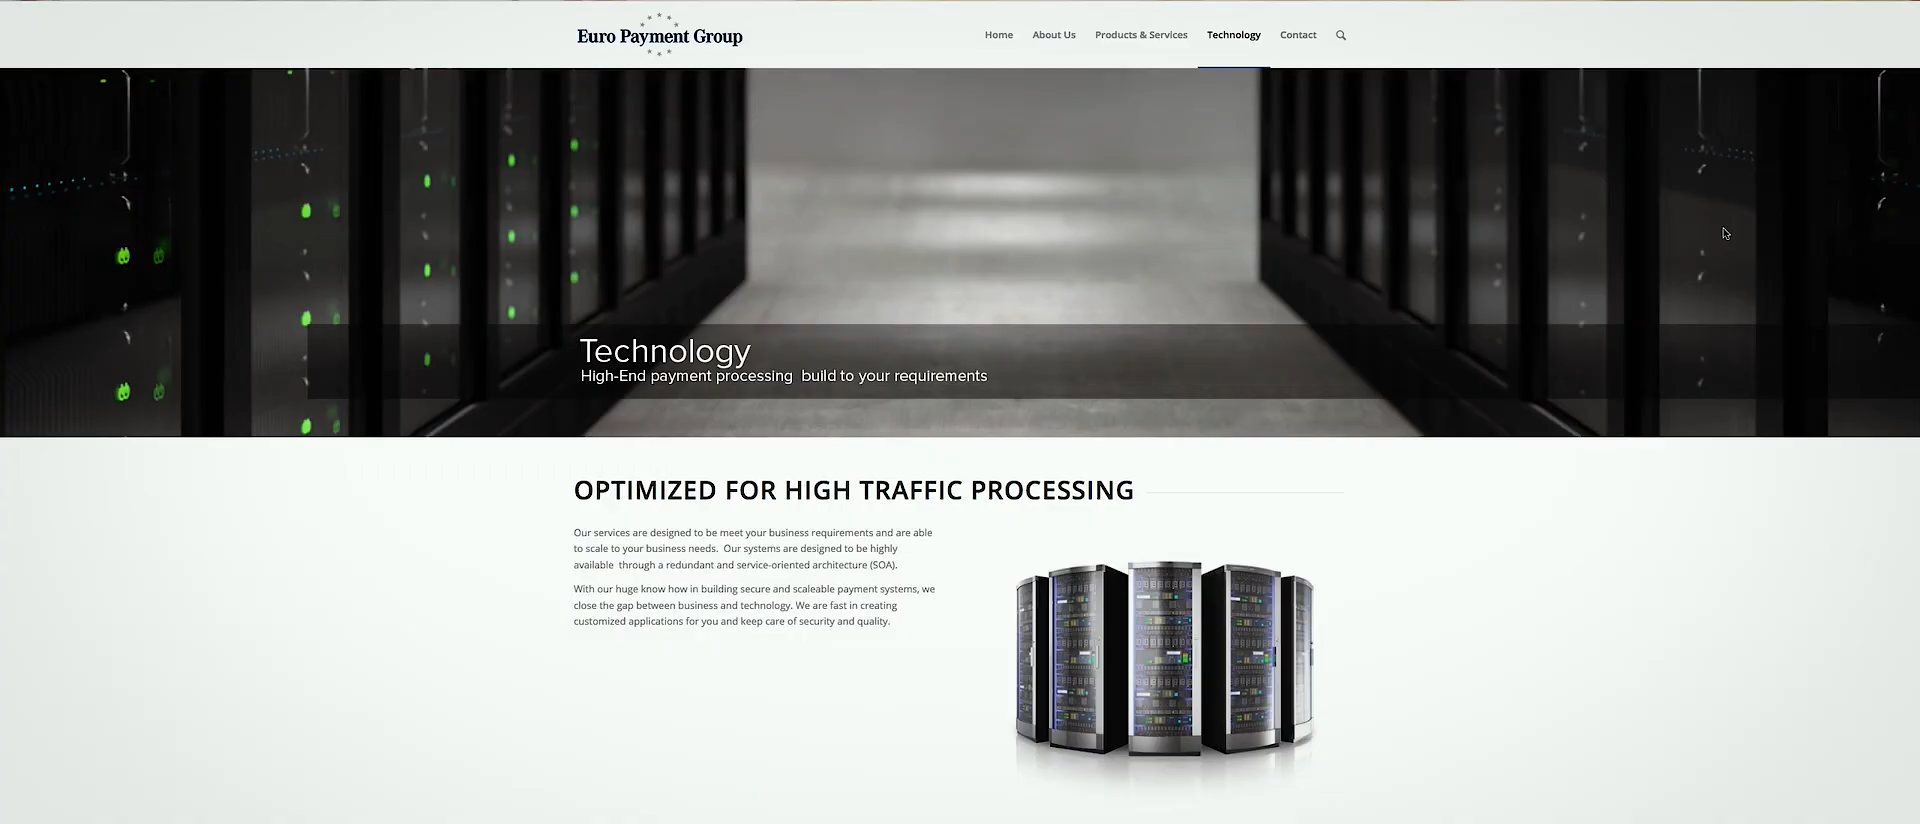 Euro Payment Group
Home About Us Products & Services Technology Contact
Technology
High-End payment processing build to your requirements
OPTIMIZED FOR HIGH TRAFFIC PROCESSING
Our services are designed to be meet your business requirements and are able
to scale to your business needs. Our systems are designed to be highly
available through a redundant and service-oriented architecture (SOA).
With our huge know how in building secure and scaleable payment systems, we
close the gap between business and technology. We are fast in creating
customized applications for you and keep care of security and quality.